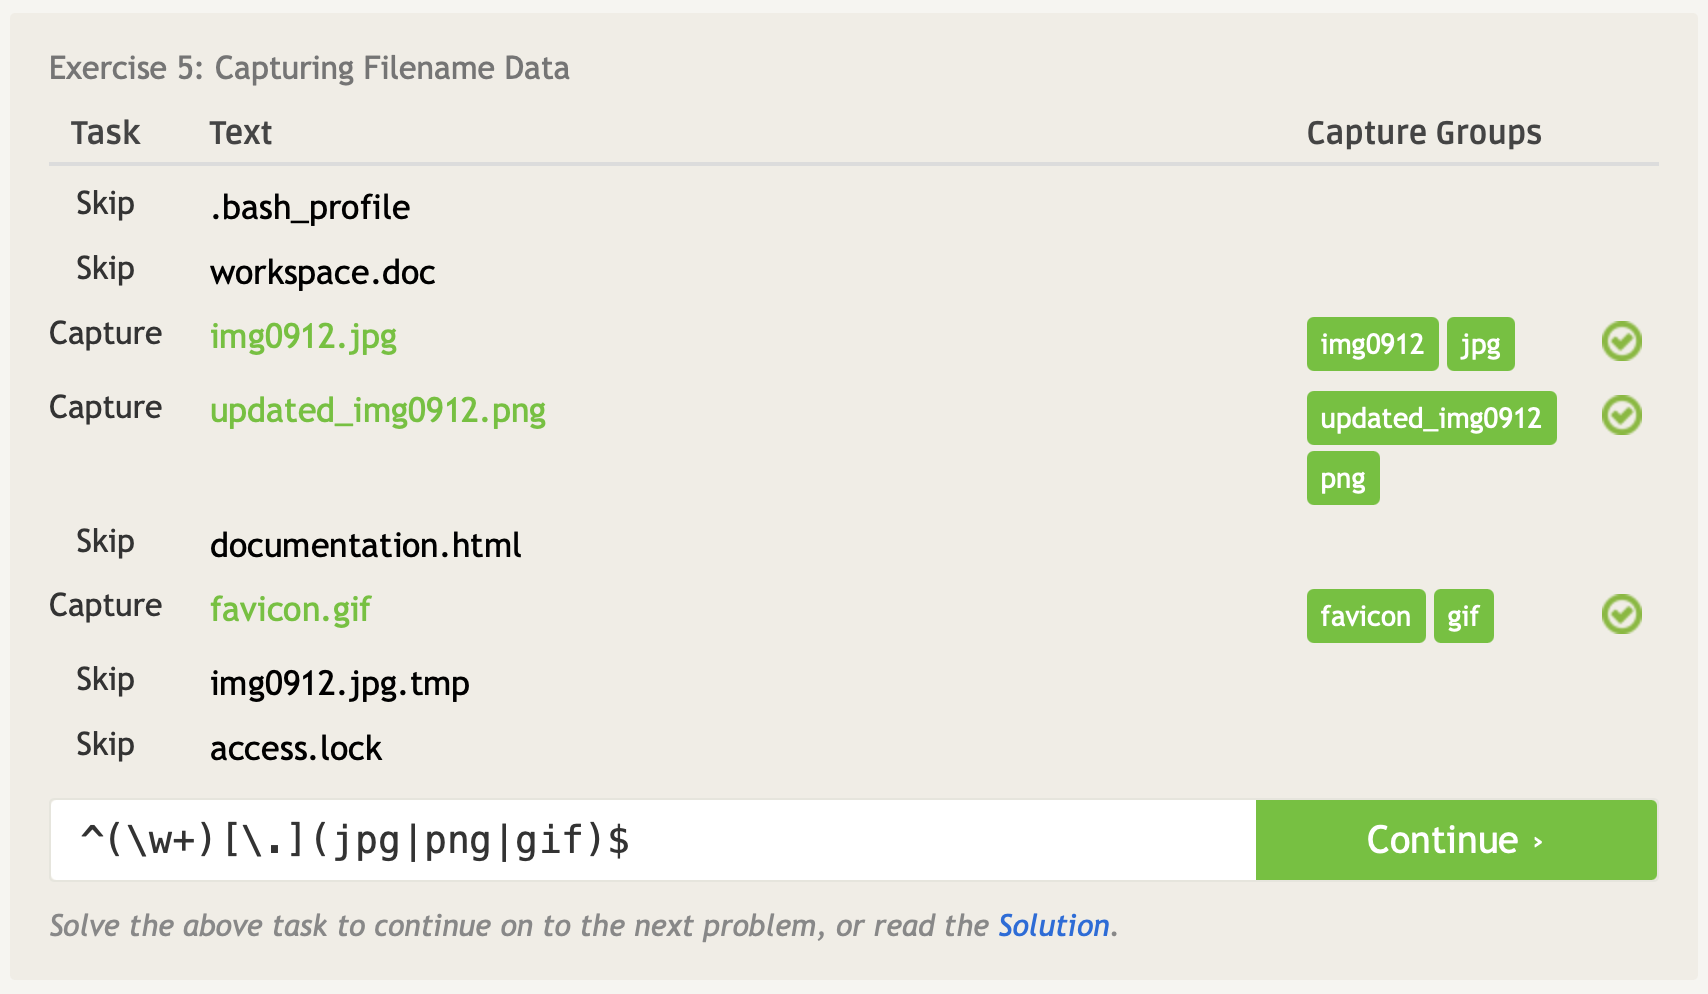 Exercise 5: Capturing Filename Data
Task Text Capture Groups
Skip .bash_profile
Skip workspace.doc
Capture img0912.jpg img0912 jpg
Capture updated_img0912.png updated_img0912
png
Skip documentation.html
Capture favicon.gif favicon gif
Skip img0912.jpg.tmp
Skip access.lock
^(\w+)[\.](jpg|png|gif)$ Continue ›
Solve the above task to continue on to the next problem, or read the Solution.